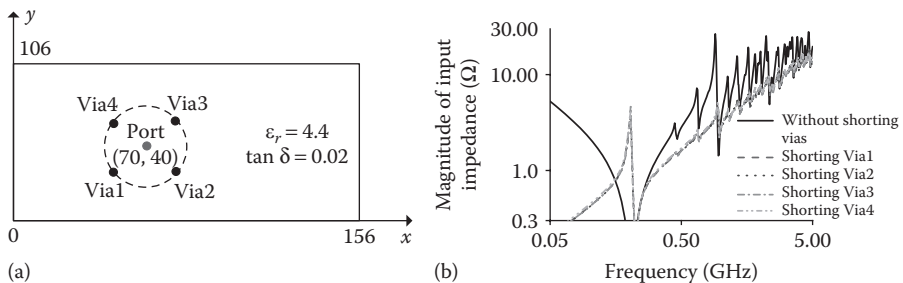 y
106
Via4
Via3
Port
(70, 40)
Via1
Via2
εr = 4.4
tan δ = 0.02
0
156
x
(a)
Magnitude of input
impedance (Ω)
30.00
10.00
1.0
0.3
0.05
0.50
5.00
Without shorting
vias
Shorting Via1
Shorting Via2
Shorting Via3
Shorting Via4
Frequency (GHz)
(b)